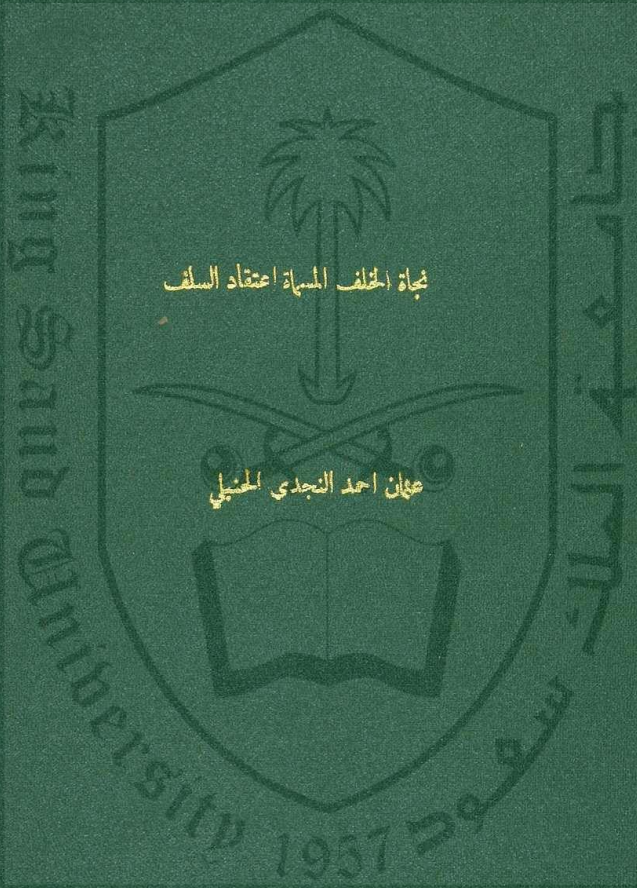 نجاة الخلف المسماة اعتقاد السلف
عثمان احمد النجدي الحنبلي
جامعة الملك سعود
King Saud University 1957